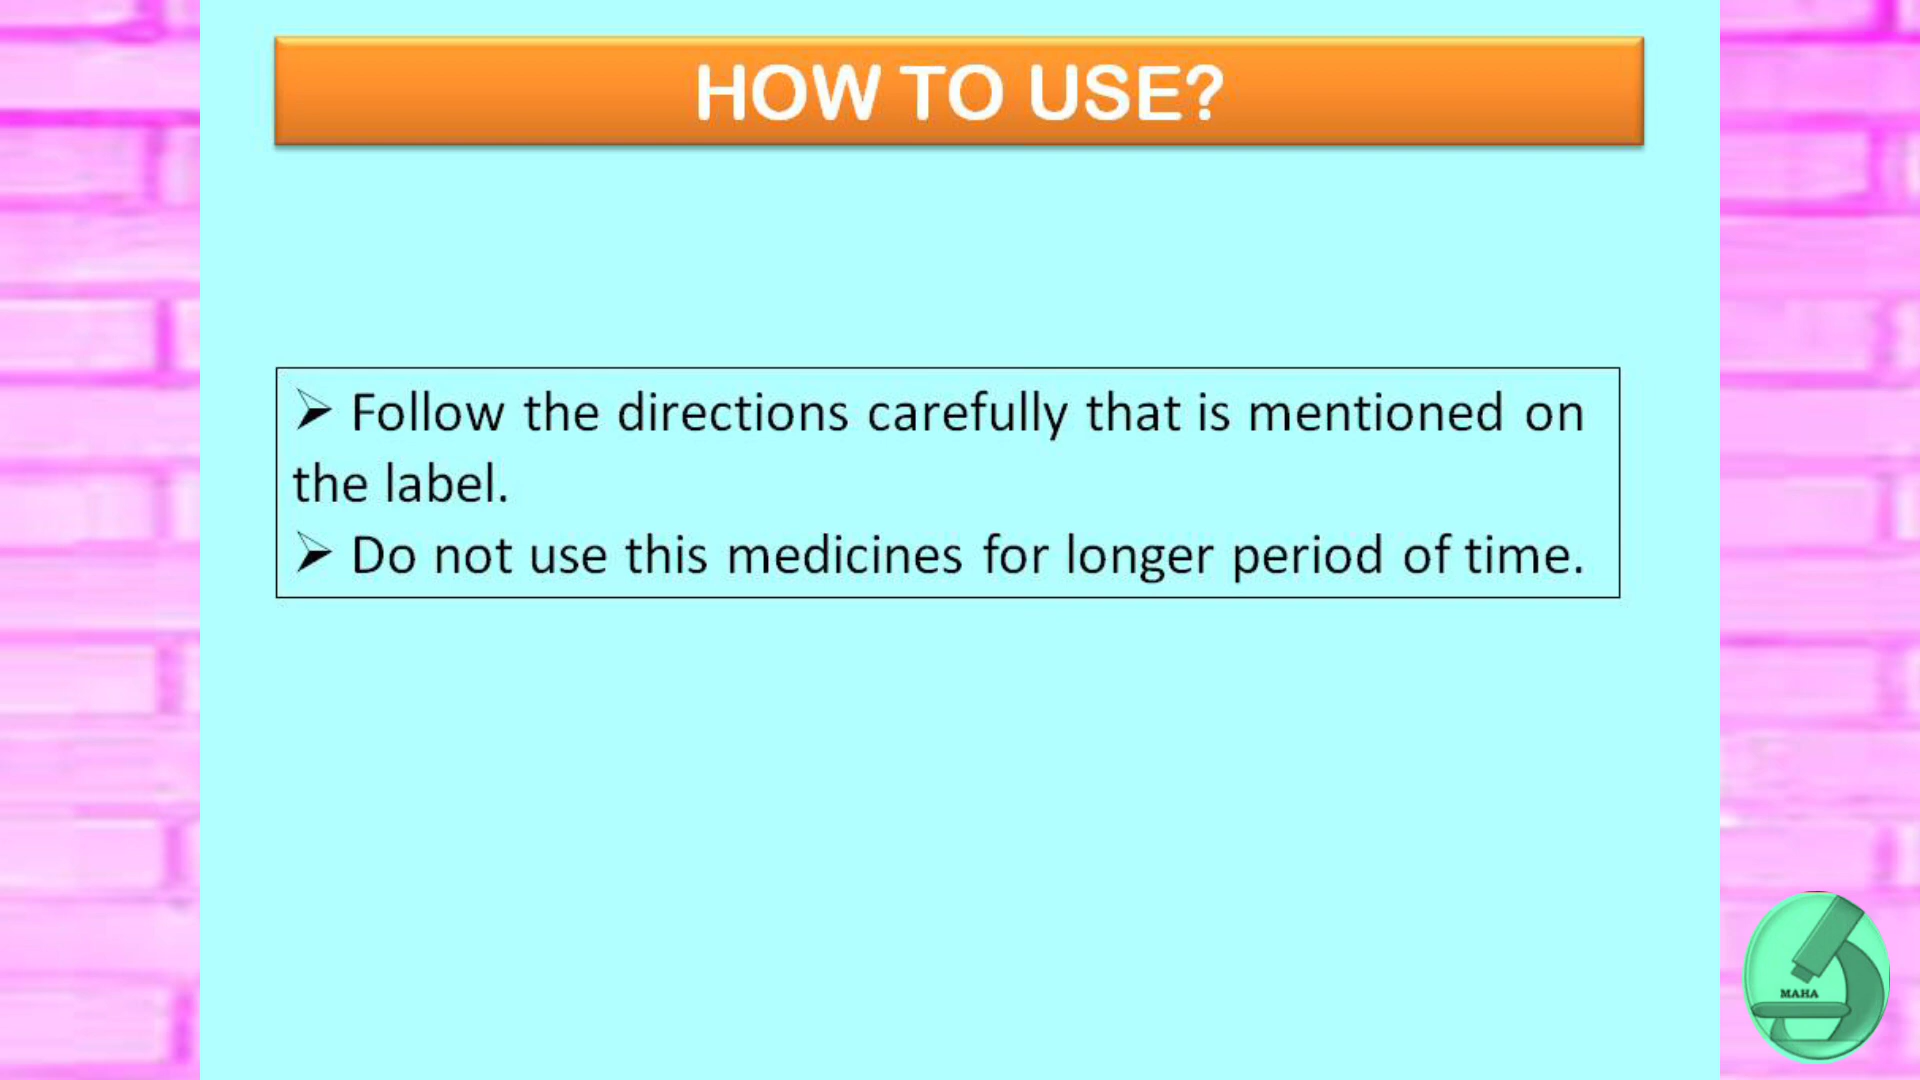 HOW TO USE?
➢ Follow the directions carefully that is mentioned on
the label.
➢ Do not use this medicines for longer period of time.
MAHA